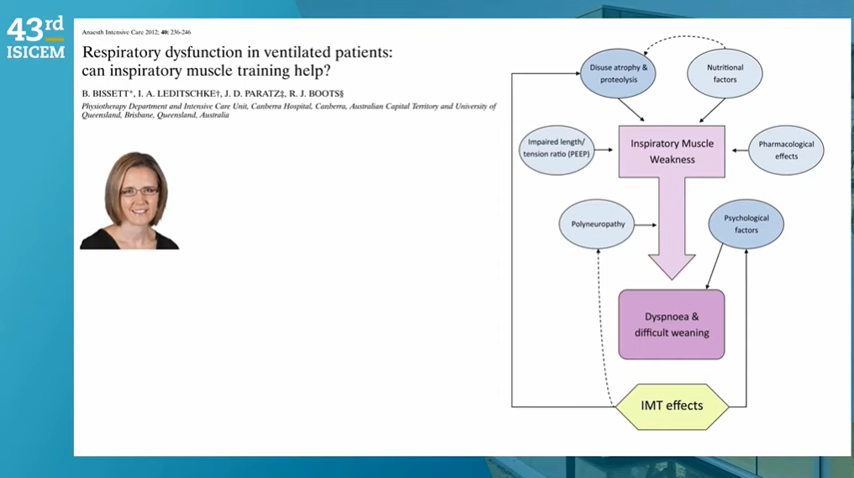 43rd
ISICEM
Anaesth Intensive Care 2012; 40: 236-246
Respiratory dysfunction in ventilated patients:
can inspiratory muscle training help?
B. BISSETT*, I. A. LEDITSCHKE†, J. D. PARATZ‡, R. J. BOOTS§
Physiotherapy Department and Intensive Care Unit, Canberra Hospital, Canberra, Australian Capital Territory and University of
Queensland, Brisbane, Queensland, Australia
Disuse atrophy &
proteolysis
Nutritional
factors
Impaired length/
tension ratio (PEEP)
Inspiratory Muscle
Weakness
Pharmacological
effects
Polyneuropathy
Psychological
factors
Dyspnoea &
difficult weaning
IMT effects